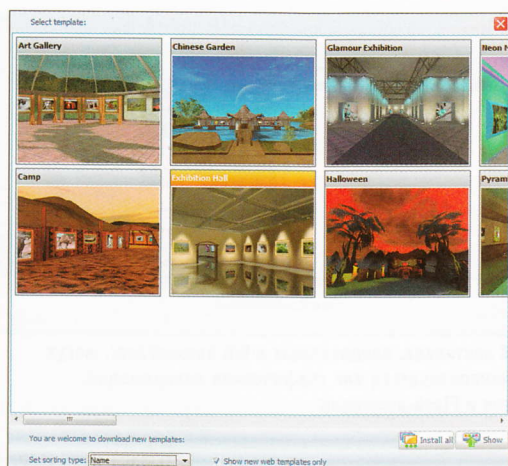 Select template:
Art Gallery
Chinese Garden
Glamour Exhibition
Neon
Camp
Exhibition Hall
Halloween
Pyram
You are welcome to download new templates:
Install all
Show
Set sorting type: Name
Show new web templates only